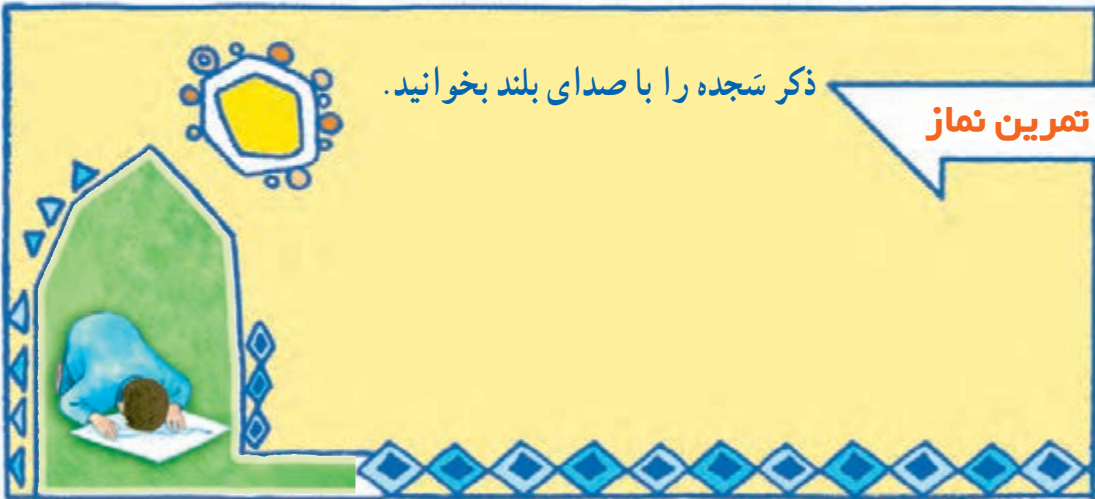 تمرین نماز
ذکر سَجده را با صدای بلند بخوانید.